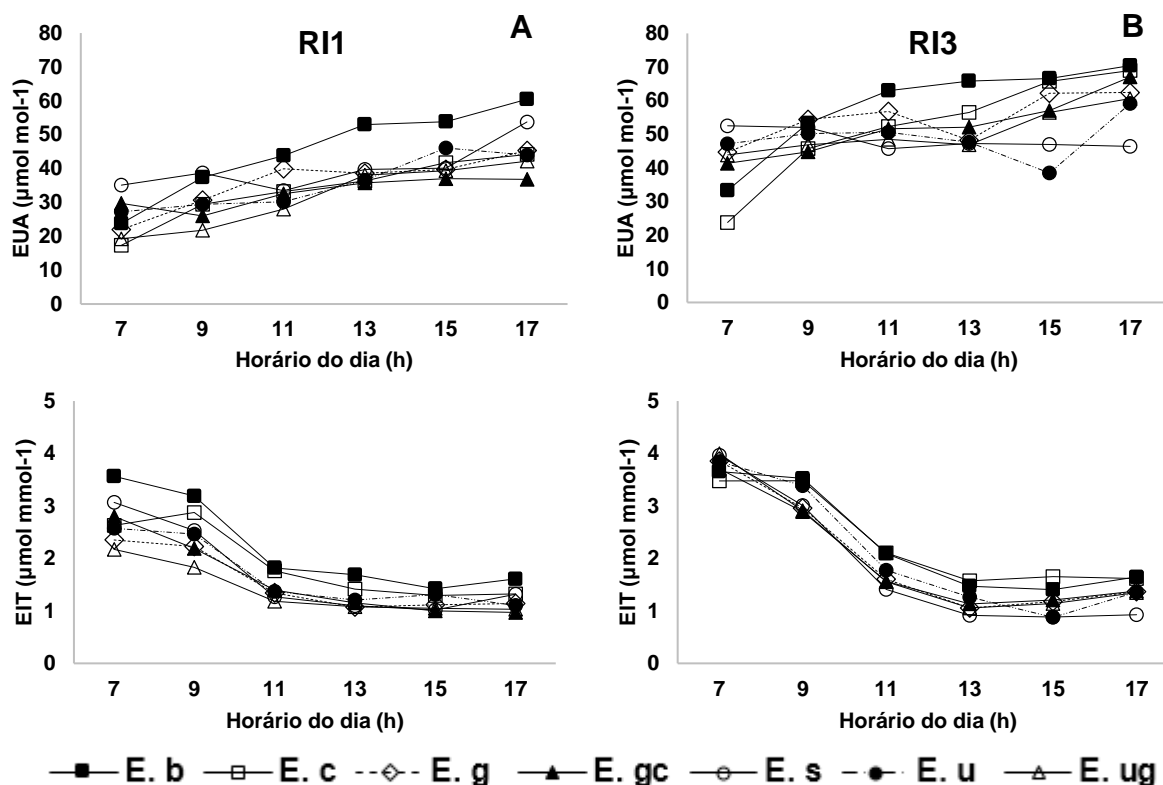 RI1
A
EUA (µmol mol-1)
80
70
60
50
40
30
20
10
0
7 9 11 13 15 17
Horário do dia (h)
RI3
B
EUA (µmol mol-1)
80
70
60
50
40
30
20
10
0
7 9 11 13 15 17
Horário do dia (h)
EIT (µmol mmol-1)
5
4
3
2
1
0
7 9 11 13 15 17
Horário do dia (h)
EIT (µmol mmol-1)
5
4
3
2
1
0
7 9 11 13 15 17
Horário do dia (h)
E. b E. c E. g E. gc E. s E. u E. ug